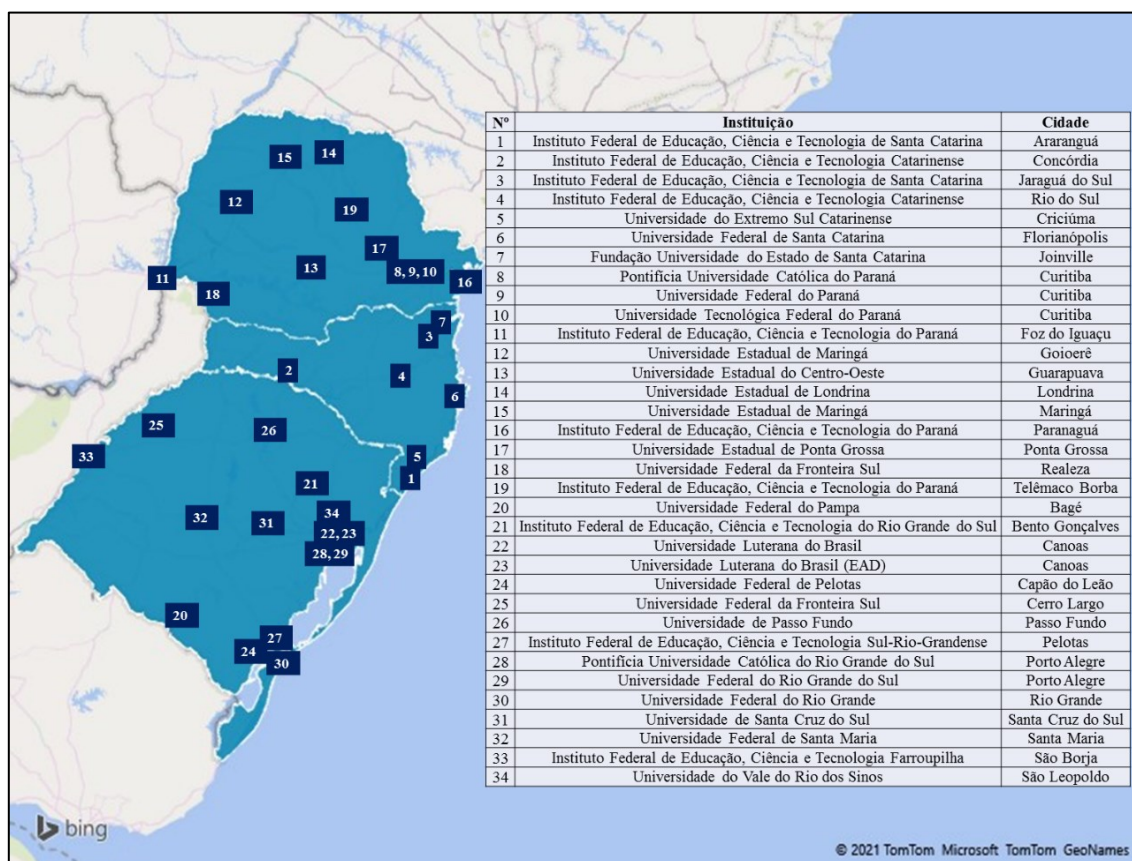 15 14
12
19
17
13
8, 9, 10
11
16
18
7
3
2
4
6
25
26
33
5
21
1
34
32
31
22, 23
28, 29
20
27
24
30
Nº Instituição Cidade
1 Instituto Federal de Educação, Ciência e Tecnologia de Santa Catarina Araranguá
2 Instituto Federal de Educação, Ciência e Tecnologia Catarinense Concórdia
3 Instituto Federal de Educação, Ciência e Tecnologia de Santa Catarina Jaraguá do Sul
4 Instituto Federal de Educação, Ciência e Tecnologia Catarinense Rio do Sul
5 Universidade do Extremo Sul Catarinense Criciúma
6 Universidade Federal de Santa Catarina Florianópolis
7 Fundação Universidade do Estado de Santa Catarina Joinville
8 Pontifícia Universidade Católica do Paraná Curitiba
9 Universidade Federal do Paraná Curitiba
10 Universidade Tecnológica Federal do Paraná Curitiba
11 Instituto Federal de Educação, Ciência e Tecnologia do Paraná Foz do Iguaçu
12 Universidade Estadual de Maringá Goioerê
13 Universidade Estadual do Centro-Oeste Guarapuava
14 Universidade Estadual de Londrina Londrina
15 Universidade Estadual de Maringá Maringá
16 Instituto Federal de Educação, Ciência e Tecnologia do Paraná Paranaguá
17 Universidade Estadual de Ponta Grossa Ponta Grossa
18 Universidade Federal da Fronteira Sul Realeza
19 Instituto Federal de Educação, Ciência e Tecnologia do Paraná Telêmaco Borba
20 Universidade Federal do Pampa Bagé
21 Instituto Federal de Educação, Ciência e Tecnologia do Rio Grande do Sul Bento Gonçalves
22 Universidade Luterana do Brasil Canoas
23 Universidade Luterana do Brasil (EAD) Canoas
24 Universidade Federal de Pelotas Capão do Leão
25 Universidade Federal da Fronteira Sul Cerro Largo
26 Universidade de Passo Fundo Passo Fundo
27 Instituto Federal de Educação, Ciência e Tecnologia Sul-Rio-Grandense Pelotas
28 Pontifícia Universidade Católica do Rio Grande do Sul Porto Alegre
29 Universidade Federal do Rio Grande do Sul Porto Alegre
30 Universidade Federal do Rio Grande Rio Grande
31 Universidade de Santa Cruz do Sul Santa Cruz do Sul
32 Universidade Federal de Santa Maria Santa Maria
33 Instituto Federal de Educação, Ciência e Tecnologia Farroupilha São Borja
34 Universidade do Vale do Rio dos Sinos São Leopoldo
bing
© 2021 TomTom Microsoft TomTom GeoNames